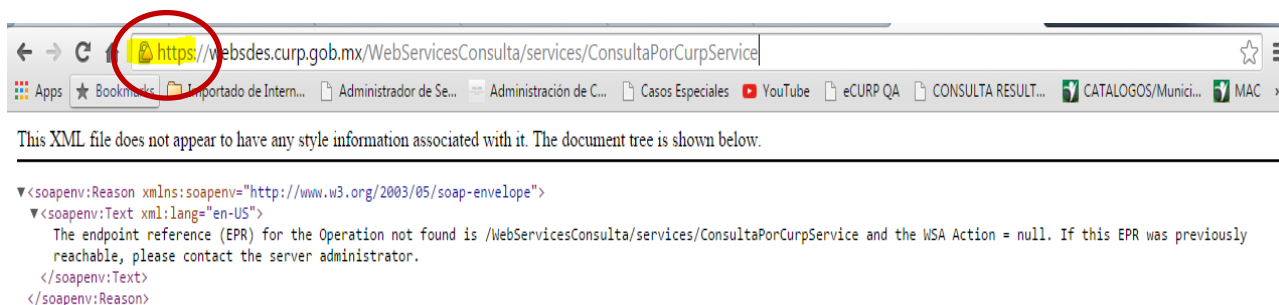 https://websdes.curp.gob.mx/WebServicesConsulta/services/ConsultaPorCurpService
Apps Bookmarks Importado de Intern... Administrador de Se... Administración de C... Casos Especiales YouTube eCURP QA CONSULTA RESULT... CATALOGOS/Munici... MAC »
This XML file does not appear to have any style information associated with it. The document tree is shown below.
▼<soapenv:Reason xmlns:soapenv="http://www.w3.org/2003/05/soap-envelope">
▼<soapenv:Text xml:lang="en-US">
The endpoint reference (EPR) for the Operation not found is /WebServicesConsulta/services/ConsultaPorCurpService and the WSA Action = null. If this EPR was previously
reachable, please contact the server administrator.
</soapenv:Text>
</soapenv:Reason>